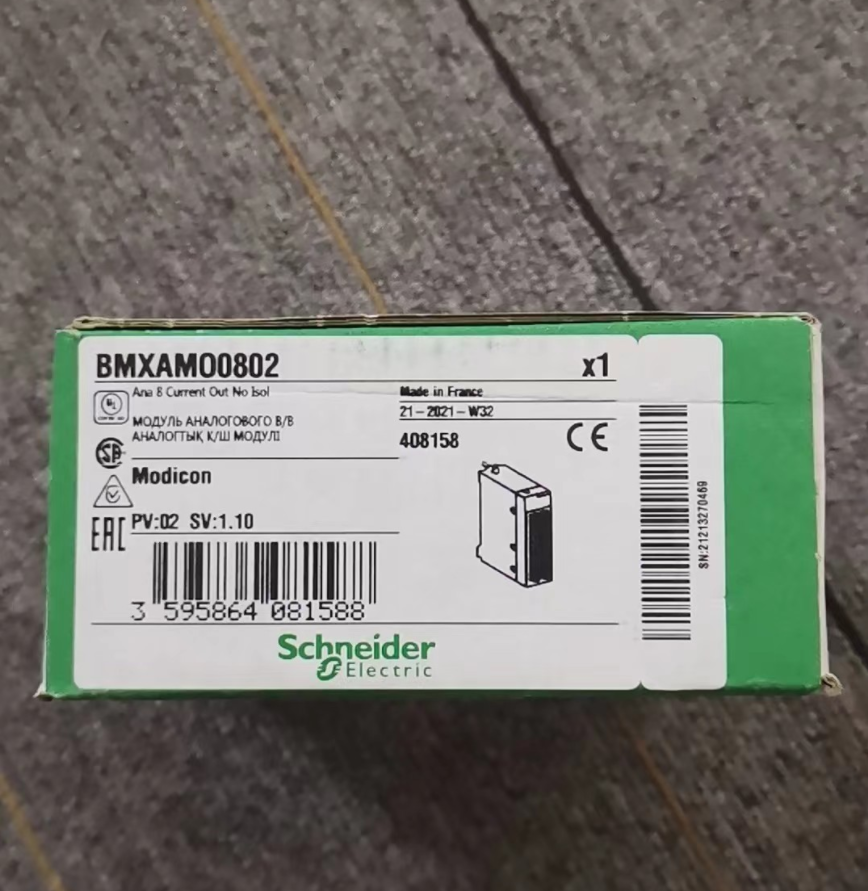 BMXAMO0802
x1
Ana 8 Current Out No Isol
Made in France
21-2021-W32
МОДУЛЬ АНАЛОГОВОГО В/В
АНАЛОГТЫҚ К/Ш МОДУЛІ
408158
CE
Modicon
EAC
PV:02 SV:1.10
3 595864 081588
Schneider
Electric
SN:21213270469